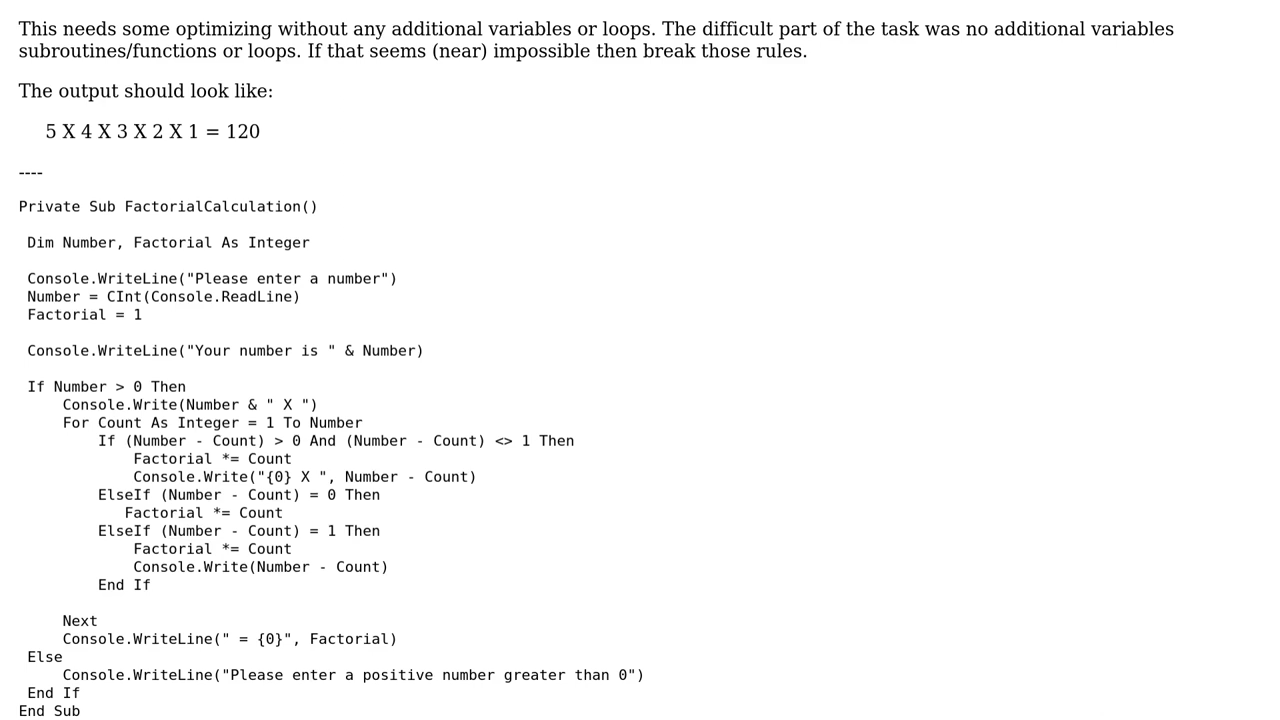 This needs some optimizing without any additional variables or loops. The difficult part of the task was no additional variables
subroutines/functions or loops. If that seems (near) impossible then break those rules.
The output should look like:
5 X 4 X 3 X 2 X 1 = 120
----
Private Sub FactorialCalculation()
Dim Number, Factorial As Integer
Console.WriteLine("Please enter a number")
Number = CInt(Console.ReadLine)
Factorial = 1
Console.WriteLine("Your number is " & Number)
If Number > 0 Then
Console.Write(Number & " X ")
For Count As Integer = 1 To Number
If (Number - Count) > 0 And (Number - Count) <> 1 Then
Factorial *= Count
Console.Write("{0} X ", Number - Count)
ElseIf (Number - Count) = 0 Then
Factorial *= Count
ElseIf (Number - Count) = 1 Then
Factorial *= Count
Console.Write(Number - Count)
End If
Next
Console.WriteLine(" = {0}", Factorial)
Else
Console.WriteLine("Please enter a positive number greater than 0")
End If
End Sub